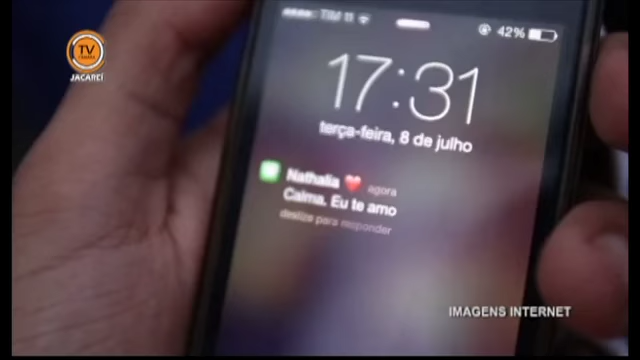 TIM
42%
TV
CÂMARA
JACAREÍ
17:31
terça-feira, 8 de julho
Nathalia ❤️ agora
Calma. Eu te amo
deslize para responder
IMAGENS INTERNET